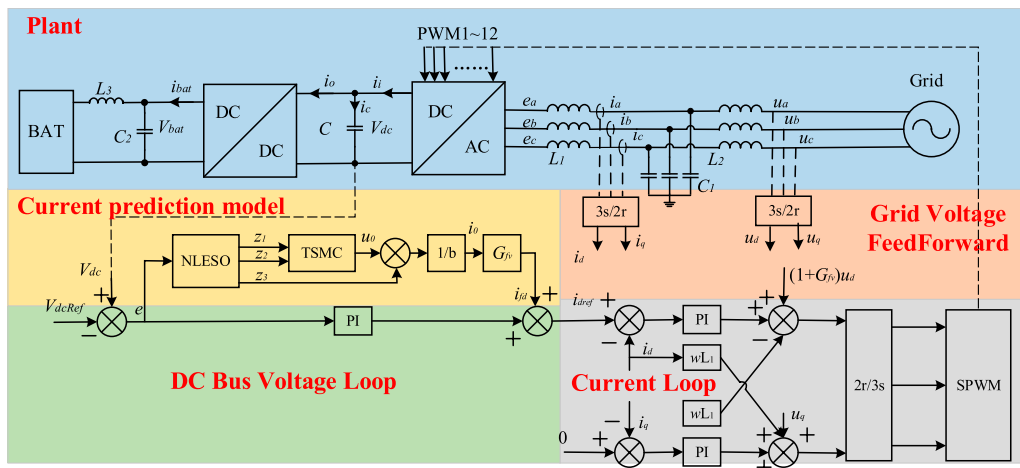 Plant
PWM1~12
......
Grid
BAT
L3
ibat
C2
Vbat
DC
DC
io
ii
ic
C
Vdc
DC
AC
ea
eb
ec
L1
ia
ib
ic
C1
L2
ua
ub
uc
Current prediction model
3s/2r
id
iq
3s/2r
ud
uq
Grid Voltage
FeedForward
Vdc
NLESO
z1
z2
z3
TSMC
u0
1/b
i0
Gfv
ifd
(1+Gfv)ud
VdcRef
+
−
e
PI
+
+
idref
+
−
PI
+
+
−
id
wL1
DC Bus Voltage Loop
Current Loop
wL1
2r/3s
SPWM
0
+
−
iq
PI
+
+
+
uq